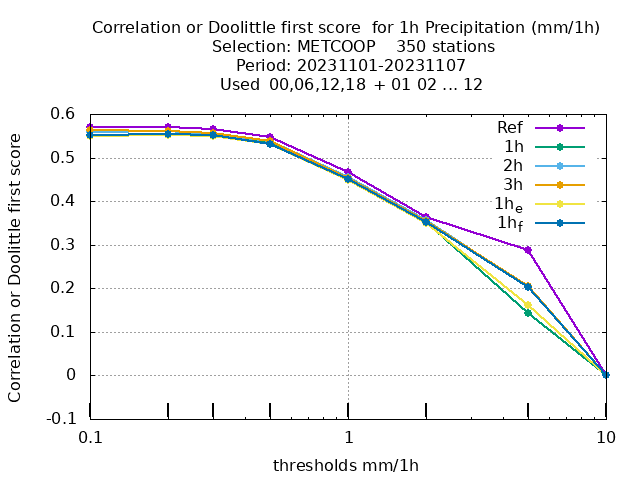 Correlation or Doolittle first score  for 1h Precipitation (mm/1h)
Selection: METCOOP    350 stations
Period: 20231101-20231107
Used  00,06,12,18  + 01 02 ... 12
Correlation or Doolittle first score
0.6
0.5
0.4
0.3
0.2
0.1
0
-0.1
Ref
1h
2h
3h
1he
1hf
0.1
1
10
thresholds mm/1h